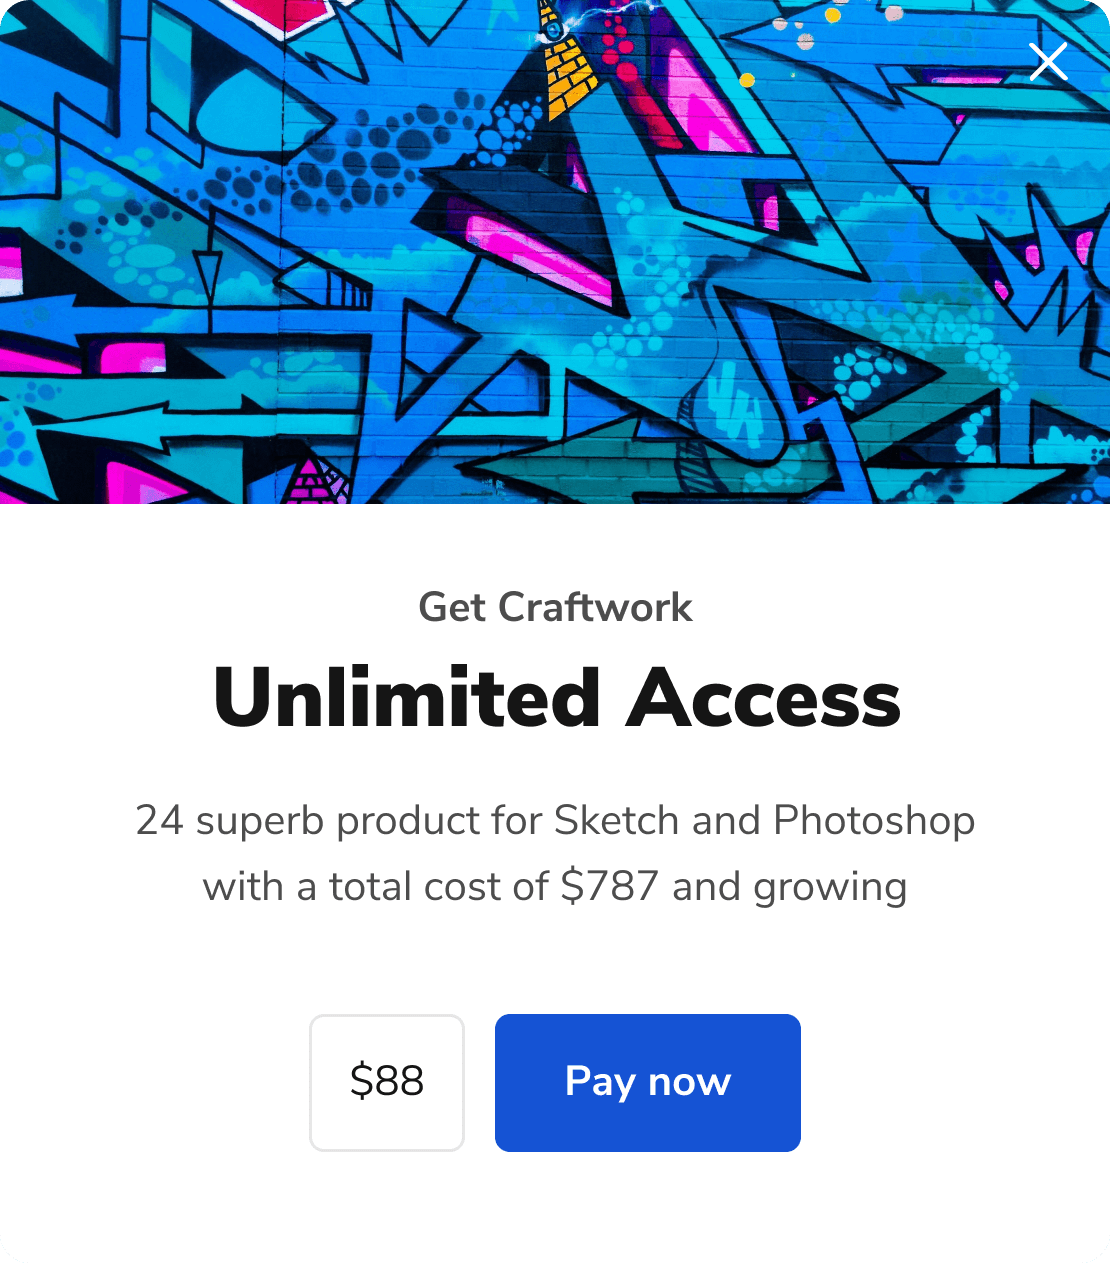 Get Craftwork
Unlimited Access
24 superb product for Sketch and Photoshop
with a total cost of $787 and growing
$88
Pay now